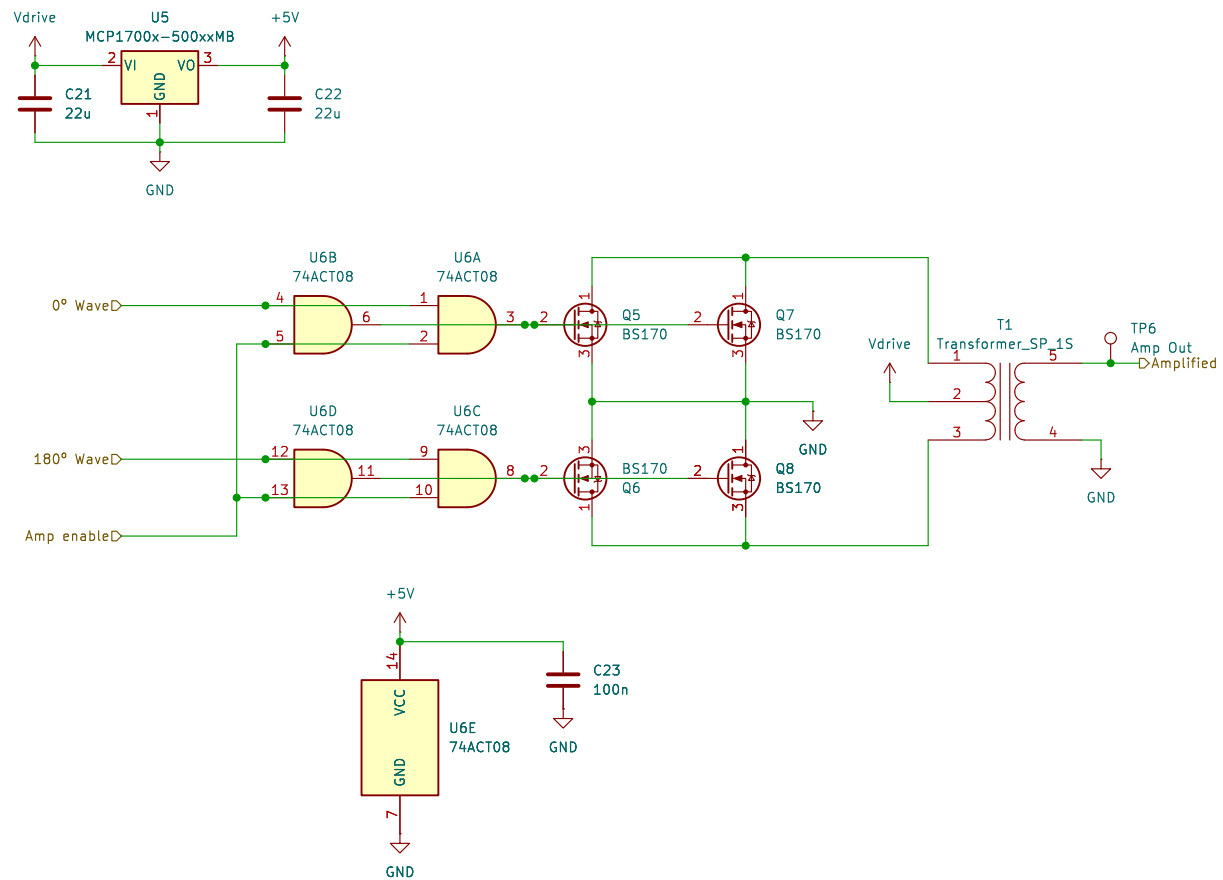 Vdrive
U5
+5V
MCP1700x-500xxMB
2
VI
VO
3
GND
1
C21
22u
C22
22u
GND
U6B
74ACT08
U6A
74ACT08
0° Wave
4
5
6
1
2
3
2
1
3
Q5
BS170
2
1
3
Q7
BS170
Vdrive
T1
Transformer_SP_1S
1
2
3
5
4
TP6
Amp Out
Amplified
GND
GND
U6D
74ACT08
U6C
74ACT08
180° Wave
12
13
11
9
10
8
2
3
1
BS170
Q6
2
1
3
Q8
BS170
Amp enable
+5V
14
VCC
GND
7
U6E
74ACT08
GND
C23
100n
GND